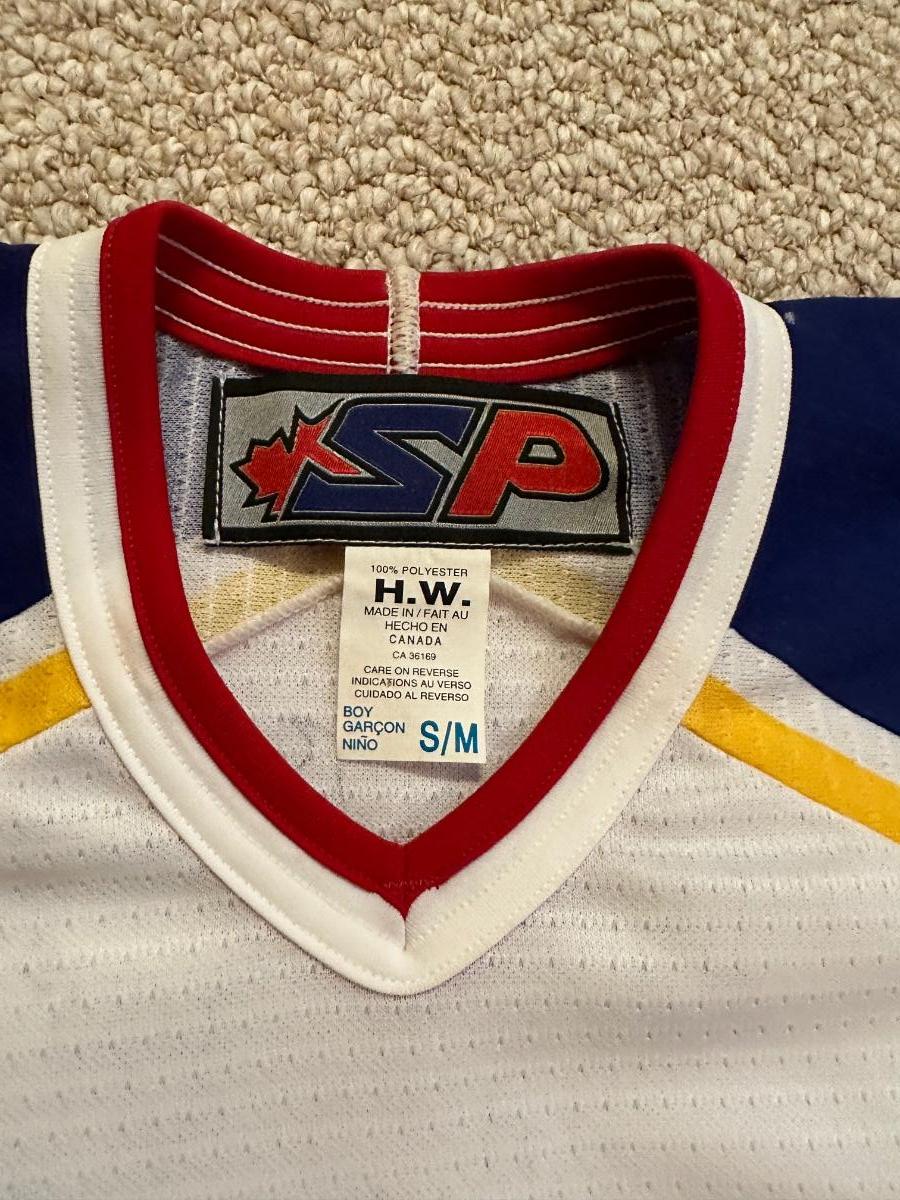 SP
100% POLYESTER
H.W.
MADE IN / FAIT AU
HECHO EN
CANADA
CA 36169
CARE ON REVERSE
INDICATIONS AU VERSO
CUIDADO AL REVERSO
BOY
GARÇON
NIÑO
S/M